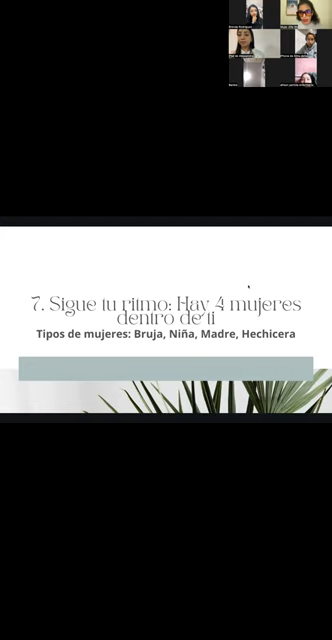 7. Sigue tu ritmo: Hay 4 mujeres
dentro de ti
Tipos de mujeres: Bruja, Niña, Madre, Hechicera